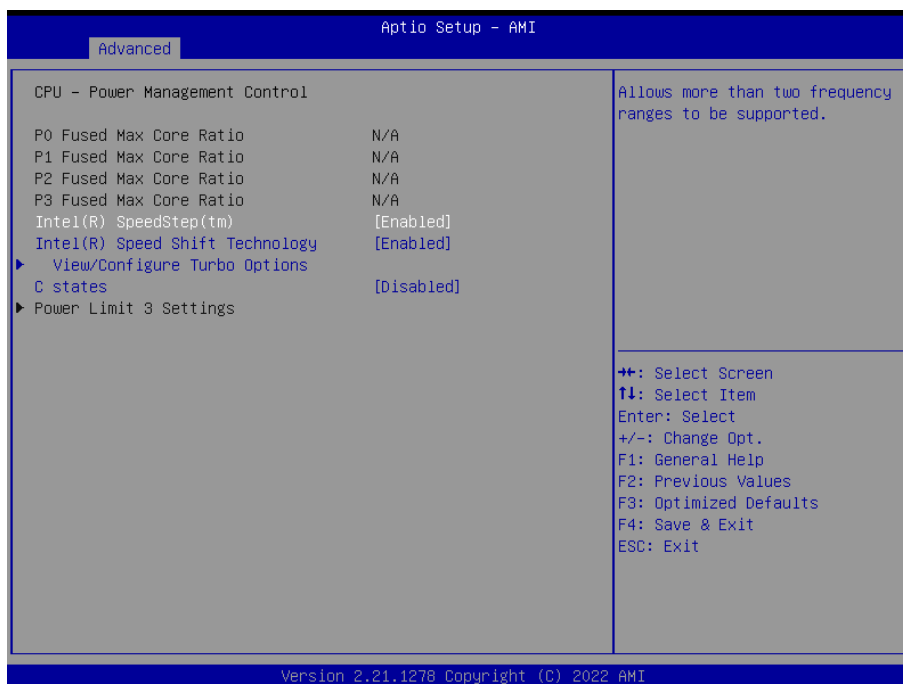 Aptio Setup – AMI
Advanced
CPU – Power Management Control
P0 Fused Max Core Ratio N/A
P1 Fused Max Core Ratio N/A
P2 Fused Max Core Ratio N/A
P3 Fused Max Core Ratio N/A
Intel(R) SpeedStep(tm) [Enabled]
Intel(R) Speed Shift Technology [Enabled]
► View/Configure Turbo Options
C states [Disabled]
► Power Limit 3 Settings
Allows more than two frequency
ranges to be supported.
→←: Select Screen
↑↓: Select Item
Enter: Select
+/-: Change Opt.
F1: General Help
F2: Previous Values
F3: Optimized Defaults
F4: Save & Exit
ESC: Exit
Version 2.21.1278 Copyright (C) 2022 AMI